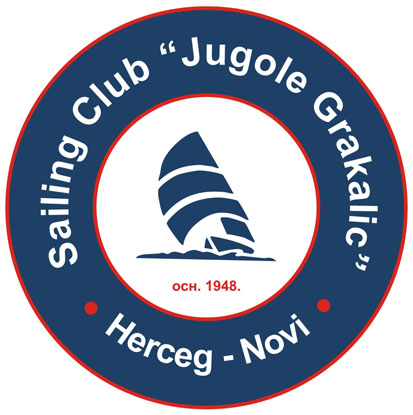 Sailing Club “Jugole Grakalic”
осн. 1948.
Herceg - Novi